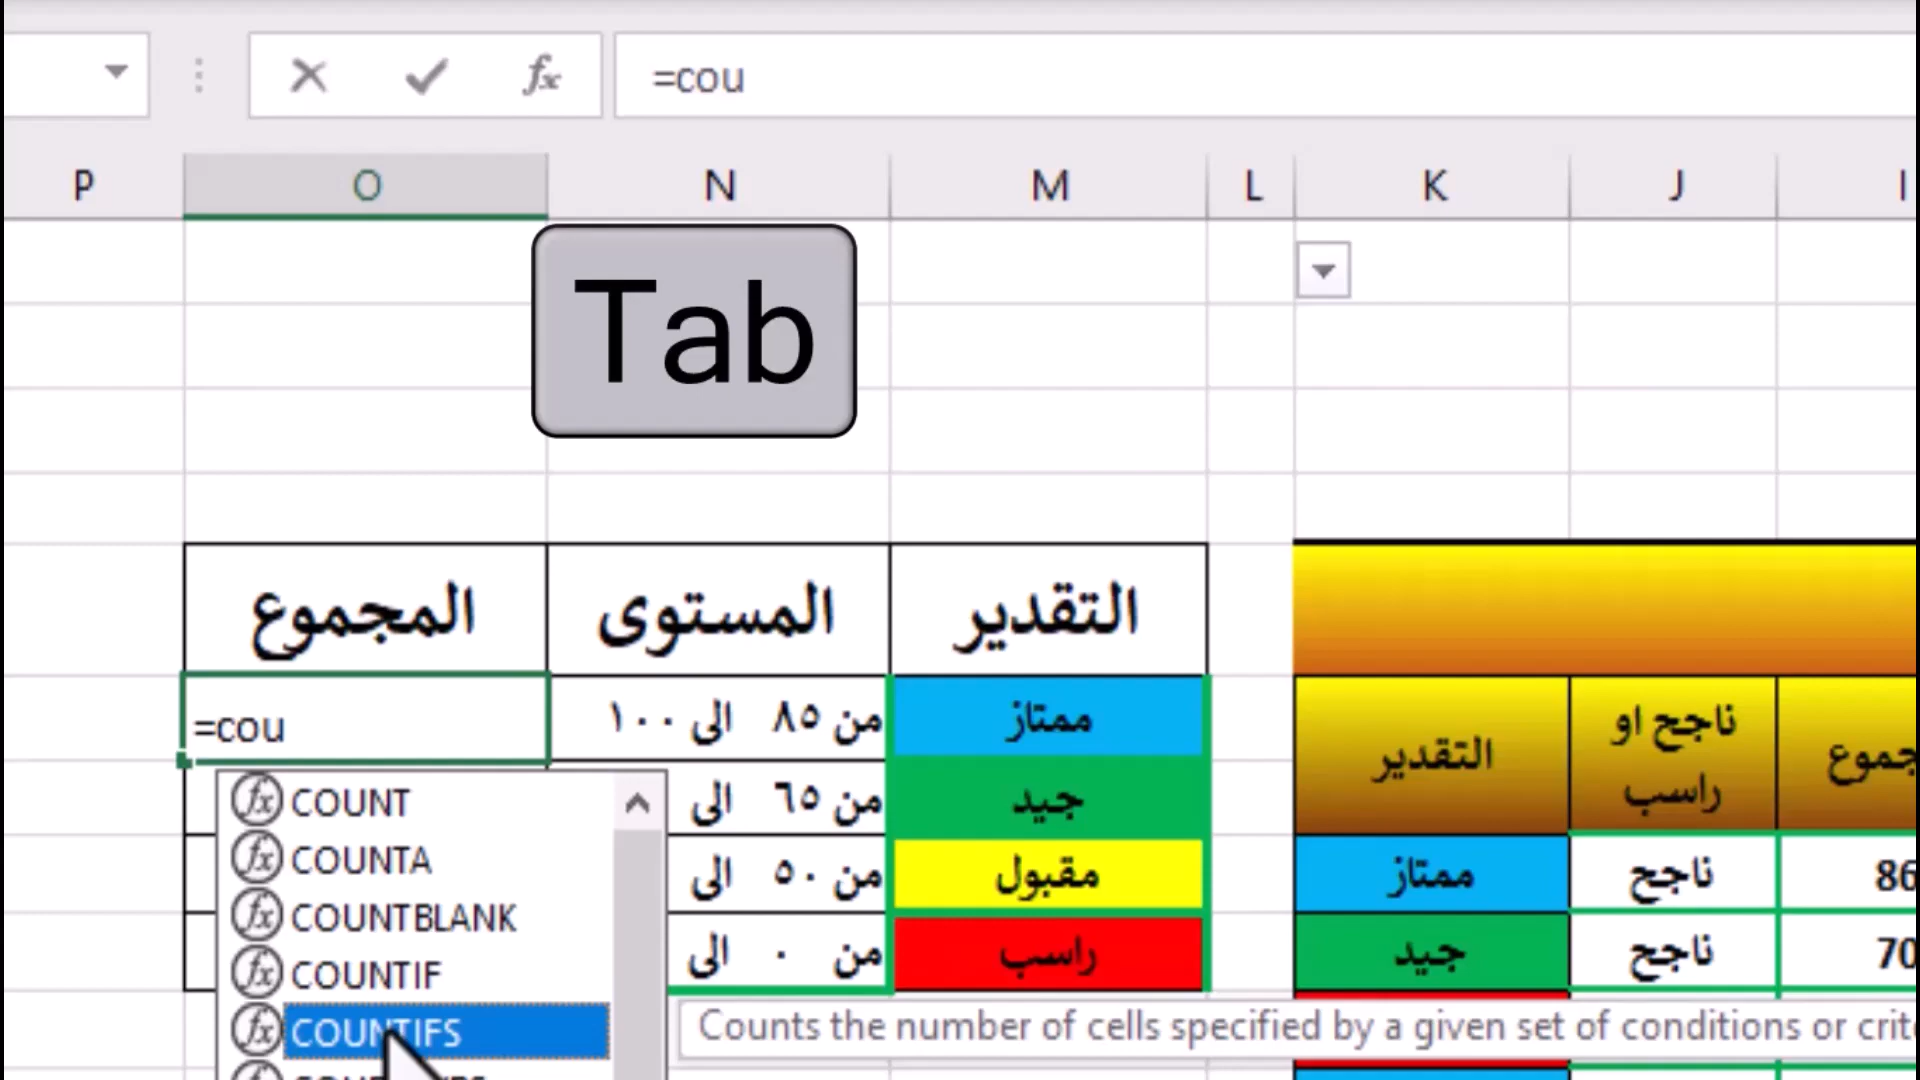 =cou
P O N M L K J I
Tab
التقدير المستوى المجموع
ممتاز من ٨٥ الى ١٠٠ =cou
جيد من ٦٥ الى
مقبول من ٥٠ الى
راسب من ٠ الى
ناجح او راسب التقدير
86 ناجح ممتاز
70 ناجح جيد
COUNT
COUNTA
COUNTBLANK
COUNTIF
COUNTIFS
Counts the number of cells specified by a given set of conditions or